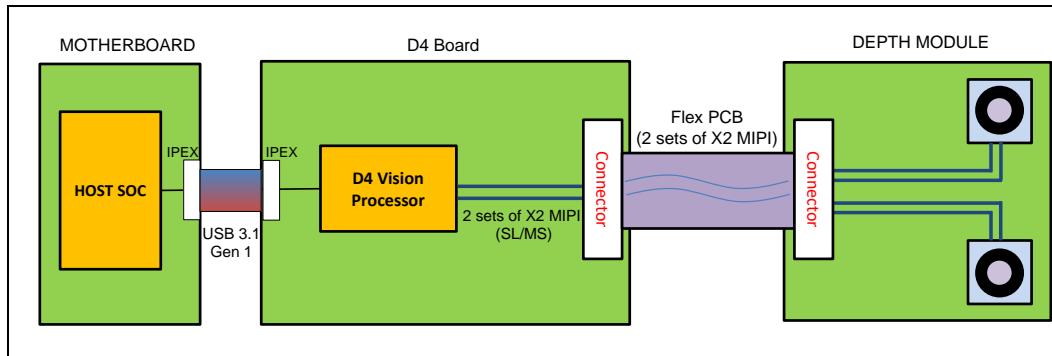 MOTHERBOARD
D4 Board
DEPTH MODULE
HOST SOC
IPEX
IPEX
USB 3.1
Gen 1
D4 Vision
Processor
2 sets of X2 MIPI
(SL/MS)
Connector
Flex PCB
(2 sets of X2 MIPI)
Connector